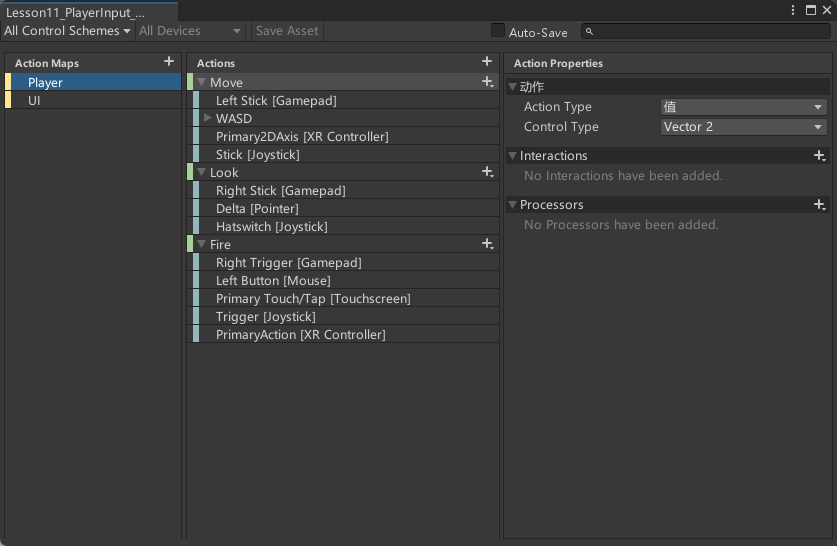 Lesson11_PlayerInput_...
All Control Schemes All Devices Save Asset Auto-Save
Action Maps
Player
UI
Actions
Move
Left Stick [Gamepad]
WASD
Primary2DAxis [XR Controller]
Stick [Joystick]
Look
Right Stick [Gamepad]
Delta [Pointer]
Hatswitch [Joystick]
Fire
Right Trigger [Gamepad]
Left Button [Mouse]
Primary Touch/Tap [Touchscreen]
Trigger [Joystick]
PrimaryAction [XR Controller]
Action Properties
动作
Action Type 值
Control Type Vector 2
Interactions
No Interactions have been added.
Processors
No Processors have been added.